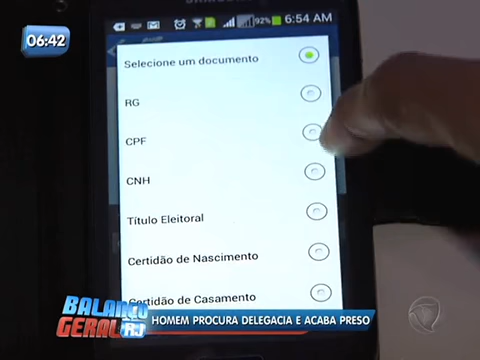 06:42
92% 6:54 AM
Selecione um documento
RG
CPF
CNH
Título Eleitoral
Certidão de Nascimento
Certidão de Casamento
BALANÇO
GERAL RJ
HOMEM PROCURA DELEGACIA E ACABA PRESO